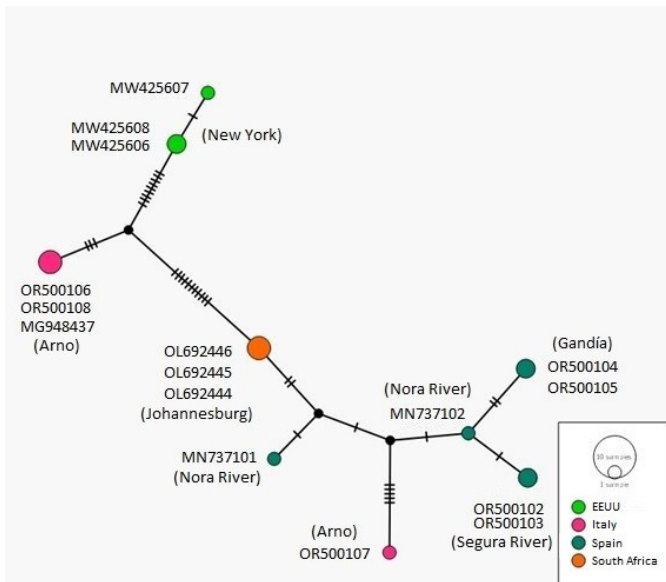 MW425607
MW425608
MW425606
(New York)
OR500106
OR500108
MG948437
(Arno)
OL692446
OL692445
OL692444
(Johannesburg)
(Gandía)
OR500104
OR500105
(Nora River)
MN737102
MN737101
(Nora River)
OR500102
OR500103
(Segura River)
(Arno)
OR500107
10 samples
1 sample
EEUU
Italy
Spain
South Africa